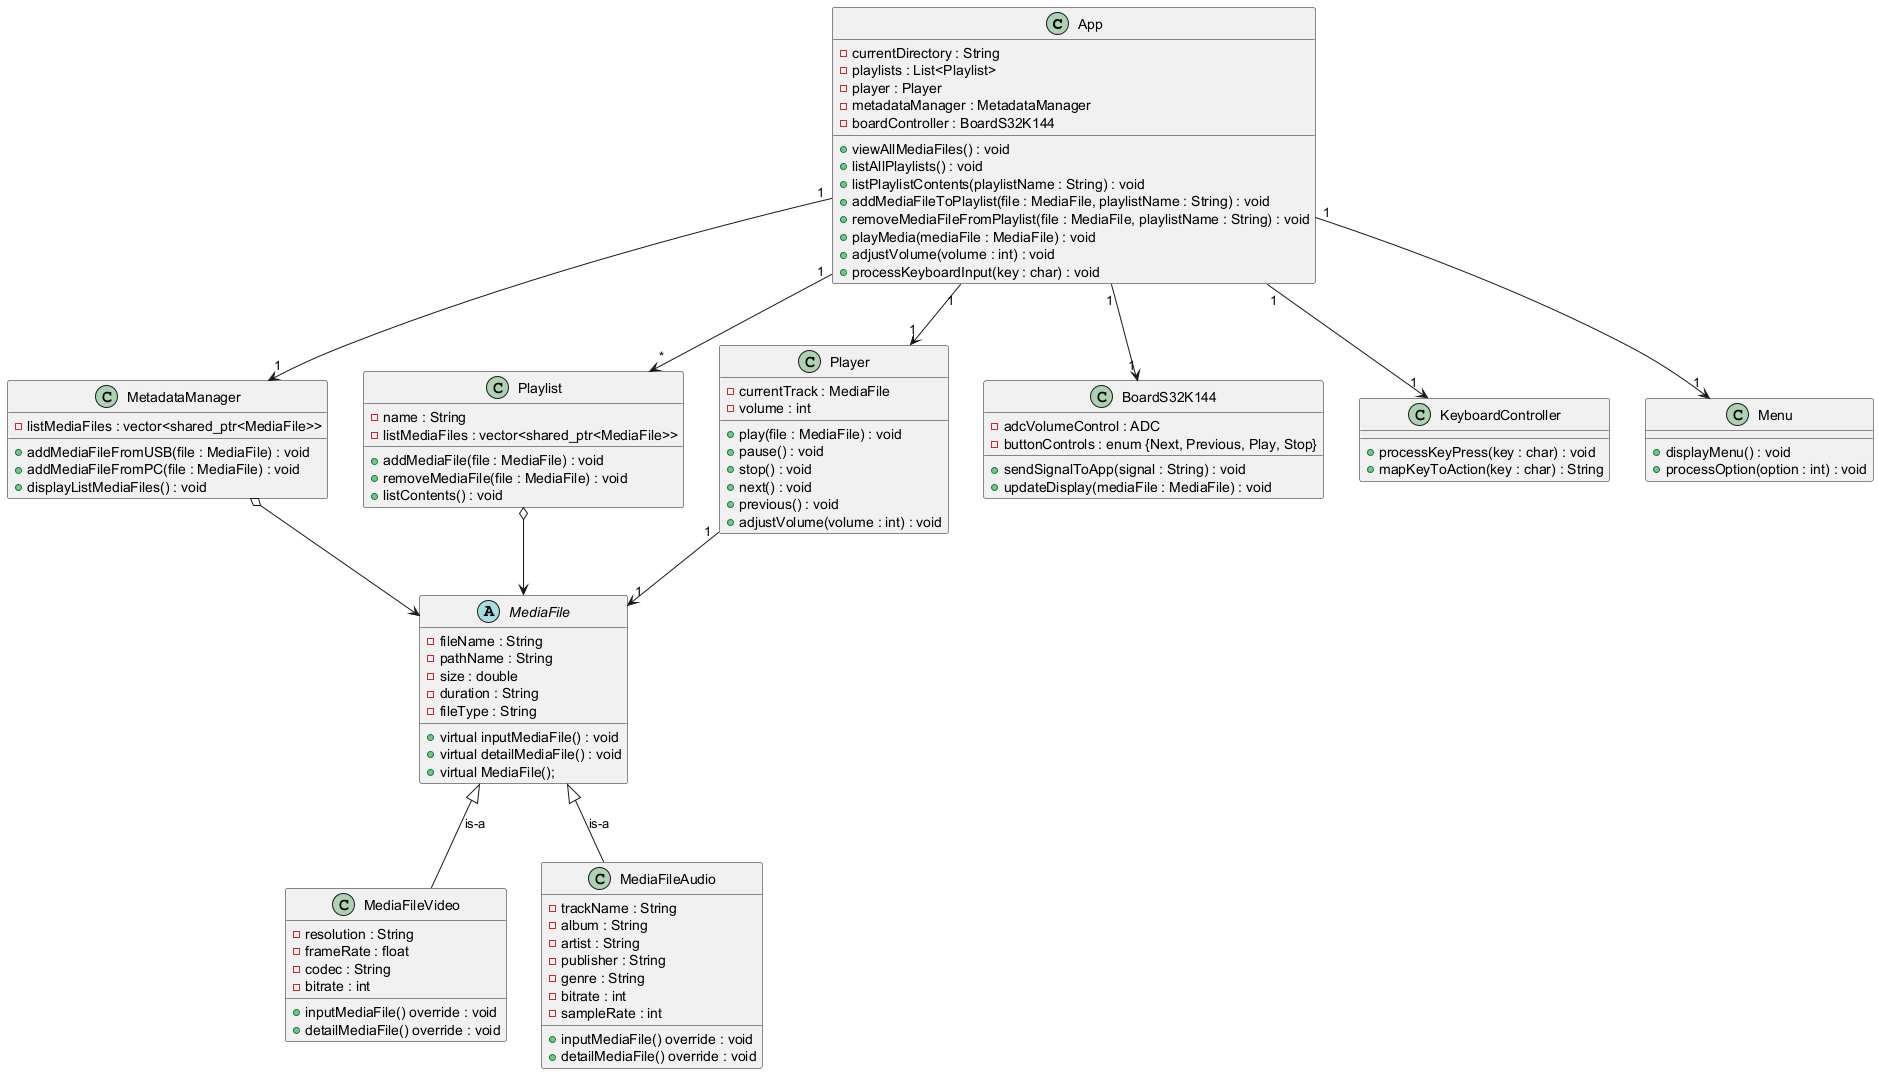 C App
currentDirectory : String
playlists : List<Playlist>
player : Player
metadataManager : MetadataManager
boardController : BoardS32K144
viewAllMediaFiles() : void
listAllPlaylists() : void
listPlaylistContents(playlistName : String) : void
addMediaFileToPlaylist(file : MediaFile, playlistName : String) : void
removeMediaFileFromPlaylist(file : MediaFile, playlistName : String) : void
playMedia(mediaFile : MediaFile) : void
adjustVolume(volume : int) : void
processKeyboardInput(key : char) : void
1
1
1
1
1
1
1
*
1
1
1
1
C MetadataManager
listMediaFiles : vector<shared_ptr<MediaFile>>
addMediaFileFromUSB(file : MediaFile) : void
addMediaFileFromPC(file : MediaFile) : void
displayListMediaFiles() : void
C Playlist
name : String
listMediaFiles : vector<shared_ptr<MediaFile>>
addMediaFile(file : MediaFile) : void
removeMediaFile(file : MediaFile) : void
listContents() : void
C Player
currentTrack : MediaFile
volume : int
play(file : MediaFile) : void
pause() : void
stop() : void
next() : void
previous() : void
adjustVolume(volume : int) : void
C BoardS32K144
adcVolumeControl : ADC
buttonControls : enum {Next, Previous, Play, Stop}
sendSignalToApp(signal : String) : void
updateDisplay(mediaFile : MediaFile) : void
C KeyboardController
processKeyPress(key : char) : void
mapKeyToAction(key : char) : String
C Menu
displayMenu() : void
processOption(option : int) : void
1
1
A MediaFile
fileName : String
pathName : String
size : double
duration : String
fileType : String
virtual inputMediaFile() : void
virtual detailMediaFile() : void
virtual MediaFile();
is-a
is-a
C MediaFileVideo
resolution : String
frameRate : float
codec : String
bitrate : int
inputMediaFile() override : void
detailMediaFile() override : void
C MediaFileAudio
trackName : String
album : String
artist : String
publisher : String
genre : String
bitrate : int
sampleRate : int
inputMediaFile() override : void
detailMediaFile() override : void